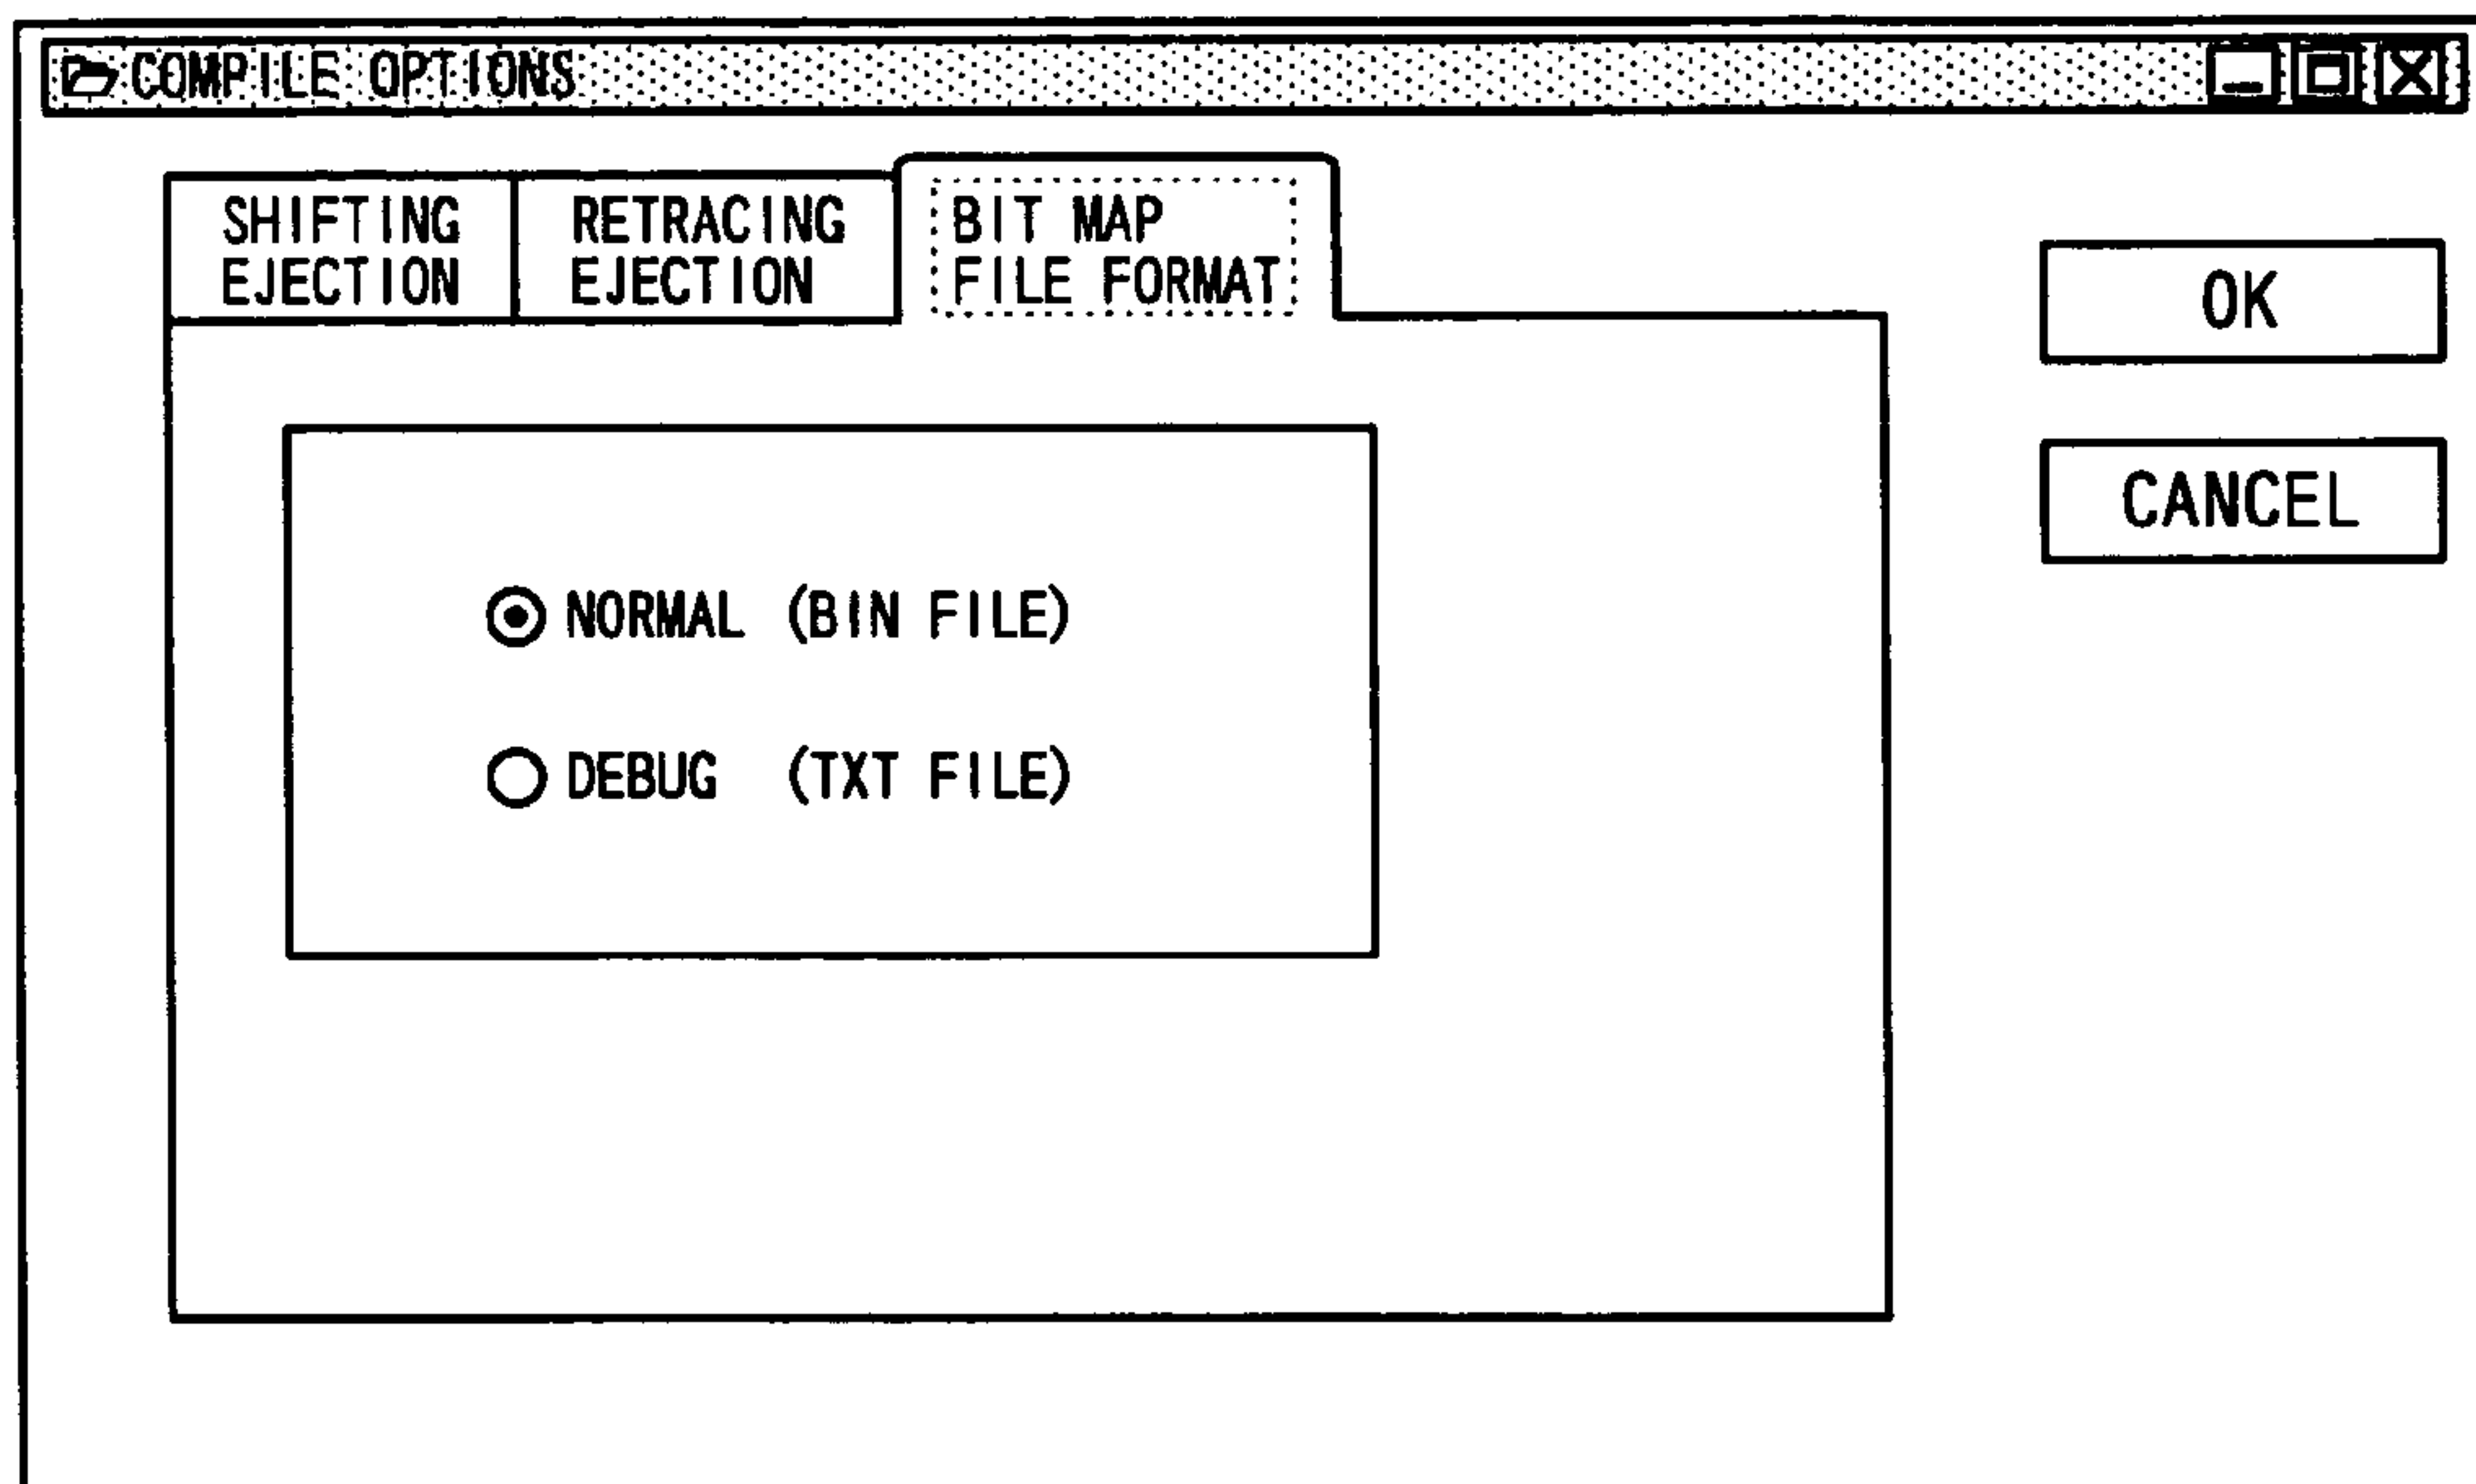 COMPILE OPTIONS
SHIFTING
EJECTION
RETRACING
EJECTION
BIT MAP
FILE FORMAT
OK
CANCEL
NORMAL (BIN FILE)
DEBUG (TXT FILE)